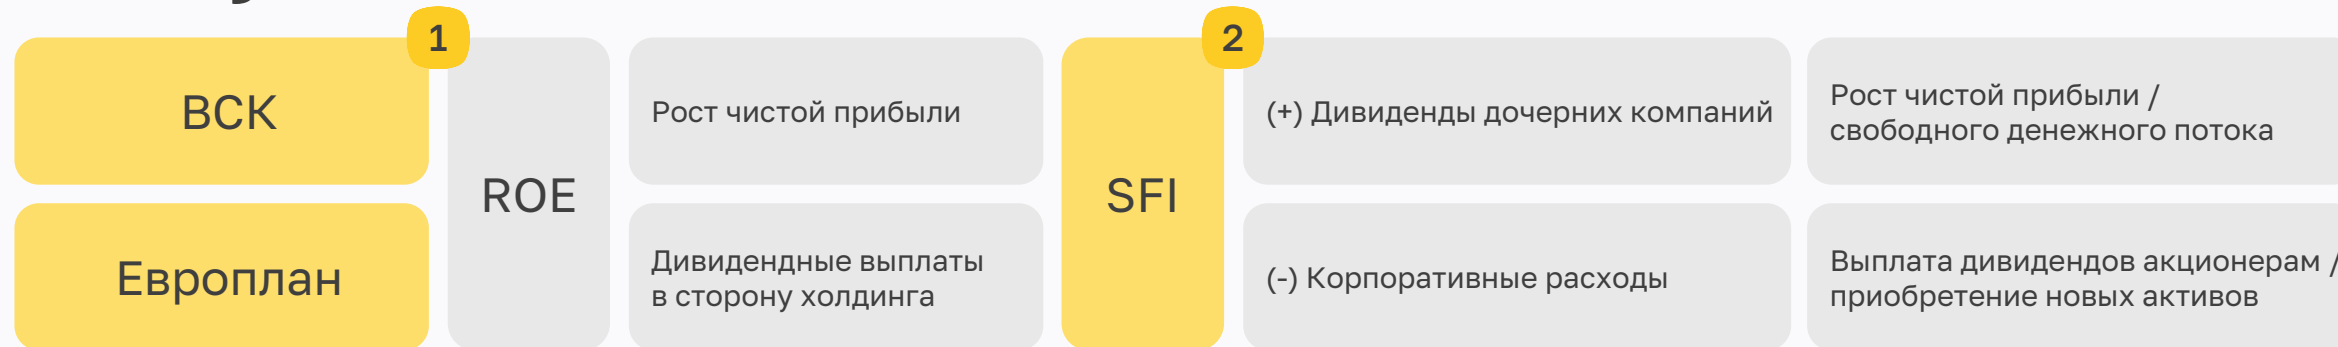 1
ВСК
Европлан
ROE
Рост чистой прибыли
Дивидендные выплаты
в сторону холдинга
2
SFI
(+) Дивиденды дочерних компаний
(-) Корпоративные расходы
Рост чистой прибыли /
свободного денежного потока
Выплата дивидендов акционерам /
приобретение новых активов